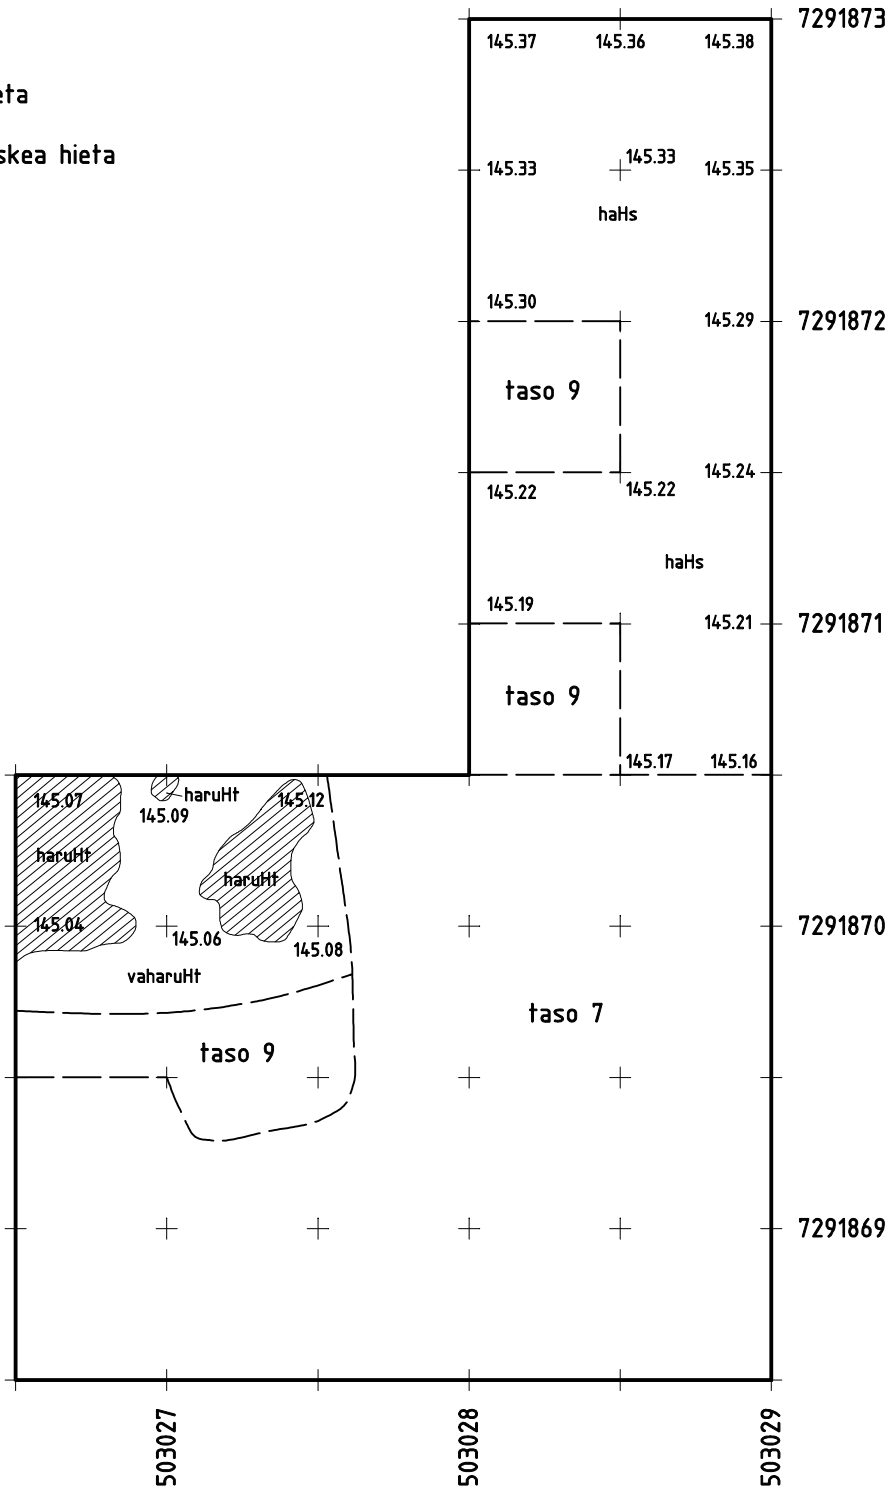 7291873
145.37 145.36 145.38
eta
skea hieta
145.33 145.33 145.35
haHs
145.30 145.29 7291872
taso 9
145.24
145.22 145.22
haHs
145.19 145.21 7291871
taso 9
145.17 145.16
145.07 haruHt 145.12
145.09
haruHt haruHt
145.04 145.06 145.08 7291870
vaharuHt
taso 7
taso 9
7291869
503027 503028 503029